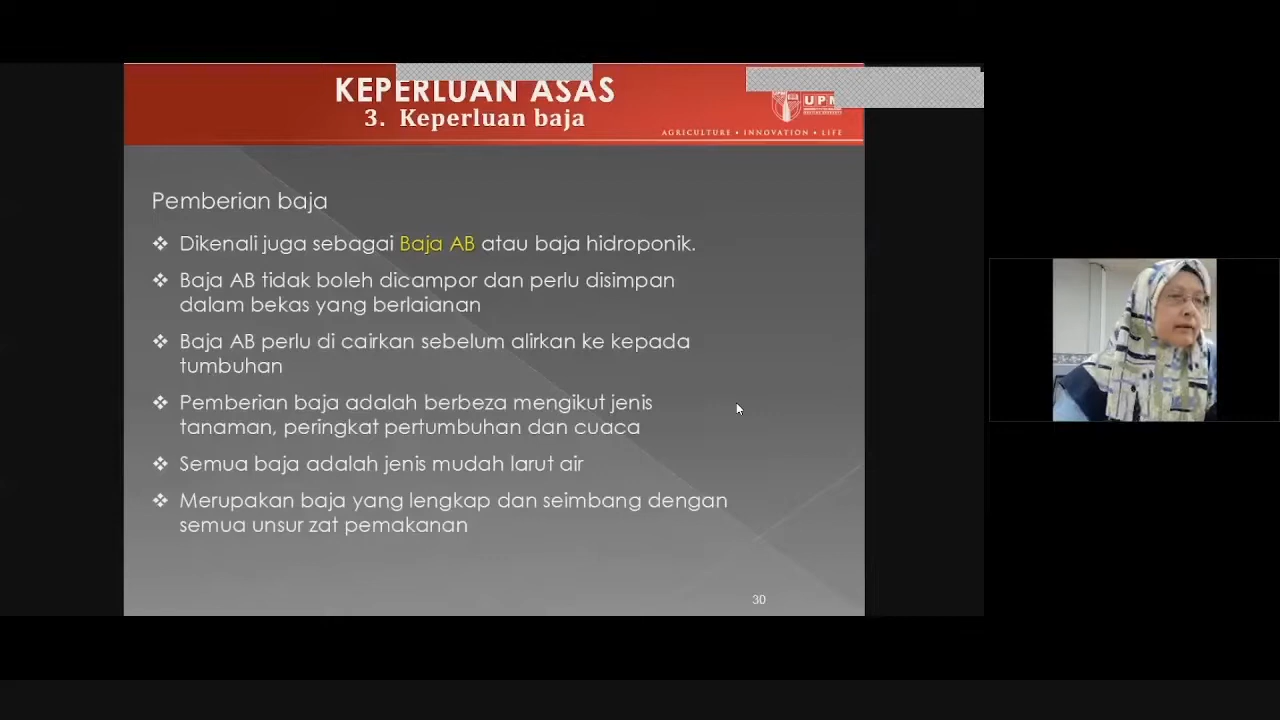 KEPERLUAN ASAS
3. Keperluan baja
UPM
AGRICULTURE • INNOVATION • LIFE
Pemberian baja
❖ Dikenali juga sebagai Baja AB atau baja hidroponik.
❖ Baja AB tidak boleh dicampor dan perlu disimpan
dalam bekas yang berlaianan
❖ Baja AB perlu di cairkan sebelum alirkan ke kepada
tumbuhan
❖ Pemberian baja adalah berbeza mengikut jenis
tanaman, peringkat pertumbuhan dan cuaca
❖ Semua baja adalah jenis mudah larut air
❖ Merupakan baja yang lengkap dan seimbang dengan
semua unsur zat pemakanan
30